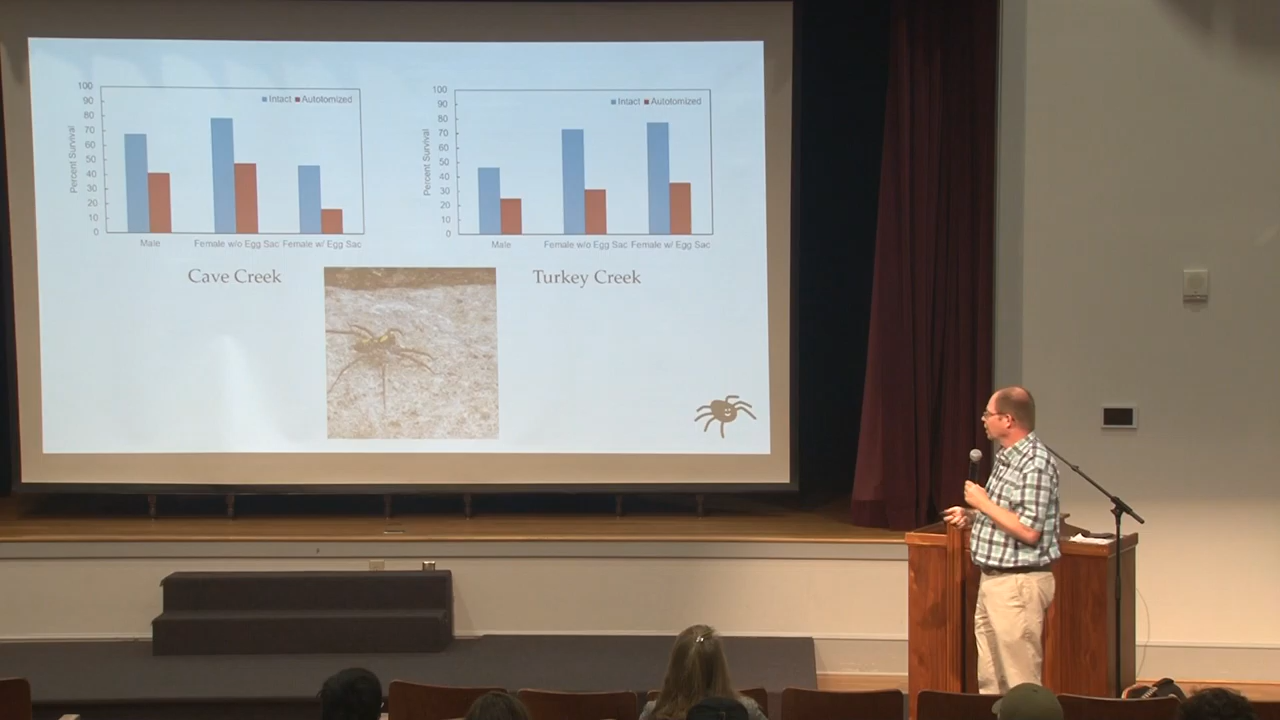 100
90
80
70
60
50
40
30
20
10
0
Percent Survival
Intact Autotomized
Male Female w/o Egg Sac Female w/ Egg Sac
Cave Creek
100
90
80
70
60
50
40
30
20
10
0
Percent Survival
Intact Autotomized
Male Female w/o Egg Sac Female w/ Egg Sac
Turkey Creek